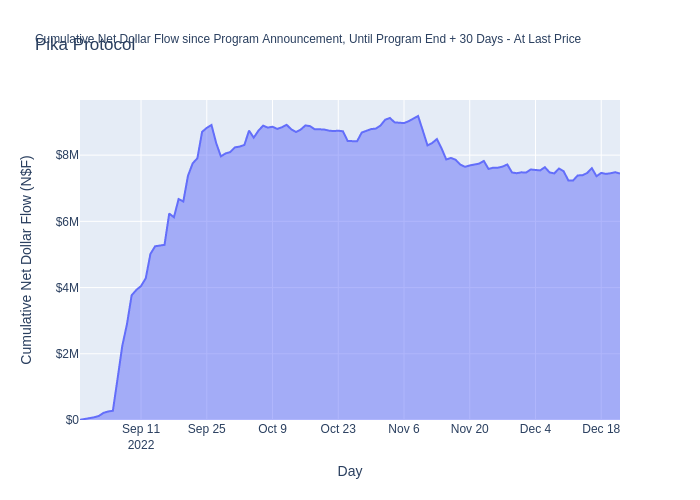 Cumulative Net Dollar Flow since Program Announcement, Until Program End + 30 Days - At Last Price
Pika Protocol
Cumulative Net Dollar Flow (N$F)
$8M
$6M
$4M
$2M
$0
Sep 11
2022
Sep 25
Oct 9
Oct 23
Nov 6
Nov 20
Dec 4
Dec 18
Day